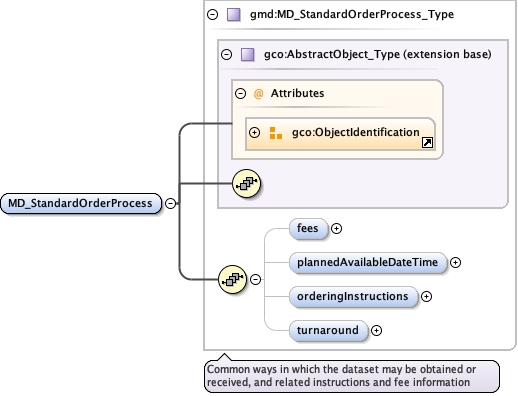 gmd:MD_StandardOrderProcess_Type
gco:AbstractObject_Type (extension base)
@ Attributes
gco:ObjectIdentification
MD_StandardOrderProcess
fees
plannedAvailableDateTime
orderingInstructions
turnaround
Common ways in which the dataset may be obtained or
received, and related instructions and fee information